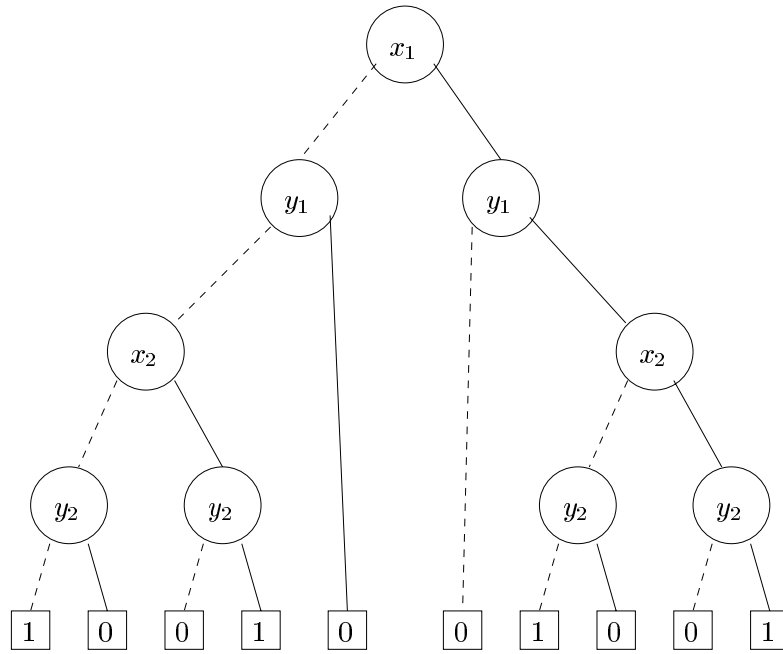 x₁
y₁ y₁
x₂ x₂
y₂ y₂ y₂ y₂
1 0 0 1 0 0 1 0 0 1